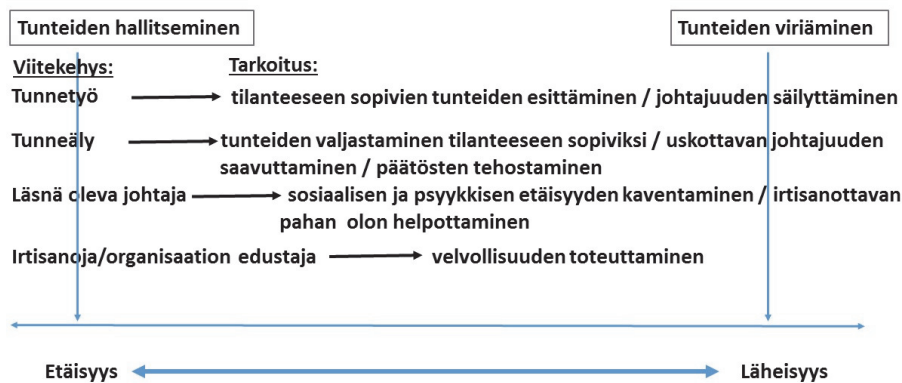 Tunteiden hallitseminen
Tunteiden viriäminen
Viitekehys:
Tarkoitus:
Tunnetyö
tilanteeseen sopivien tunteiden esittäminen / johtajuuden säilyttäminen
Tunneäly
tunteiden valjastaminen tilanteeseen sopiviksi / uskottavan johtajuuden
saavuttaminen / päätösten tehostaminen
Läsnä oleva johtaja
sosiaalisen ja psyykkisen etäisyyden kaventaminen / irtisanottavan
pahan olon helpottaminen
Irtisanoja/organisaation edustaja
velvollisuuden toteuttaminen
Etäisyys
Läheisyys